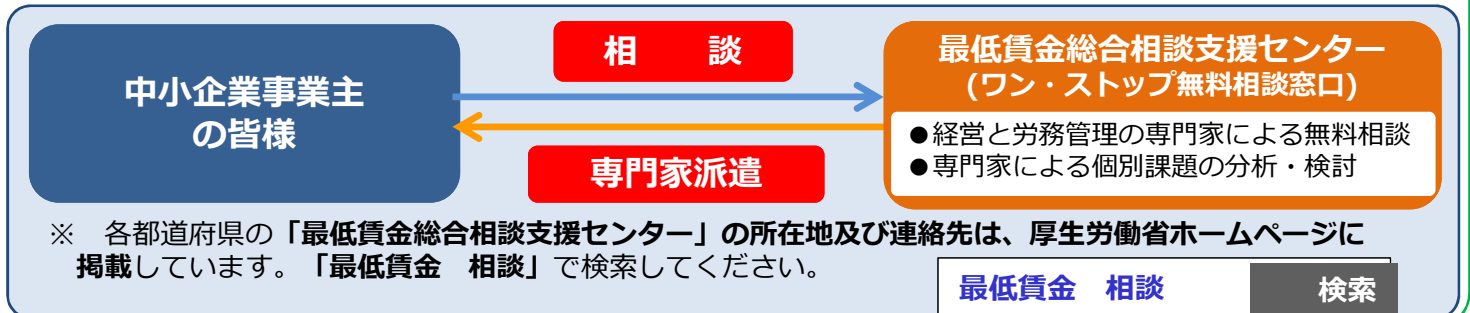 中小企業事業主
の皆様
相　談
専門家派遣
最低賃金総合相談支援センター
(ワン・ストップ無料相談窓口)
●経営と労務管理の専門家による無料相談
●専門家による個別課題の分析・検討
※　各都道府県の「最低賃金総合相談支援センター」の所在地及び連絡先は、厚生労働省ホームページに
掲載しています。「最低賃金　相談」で検索してください。
最低賃金　相談　検索